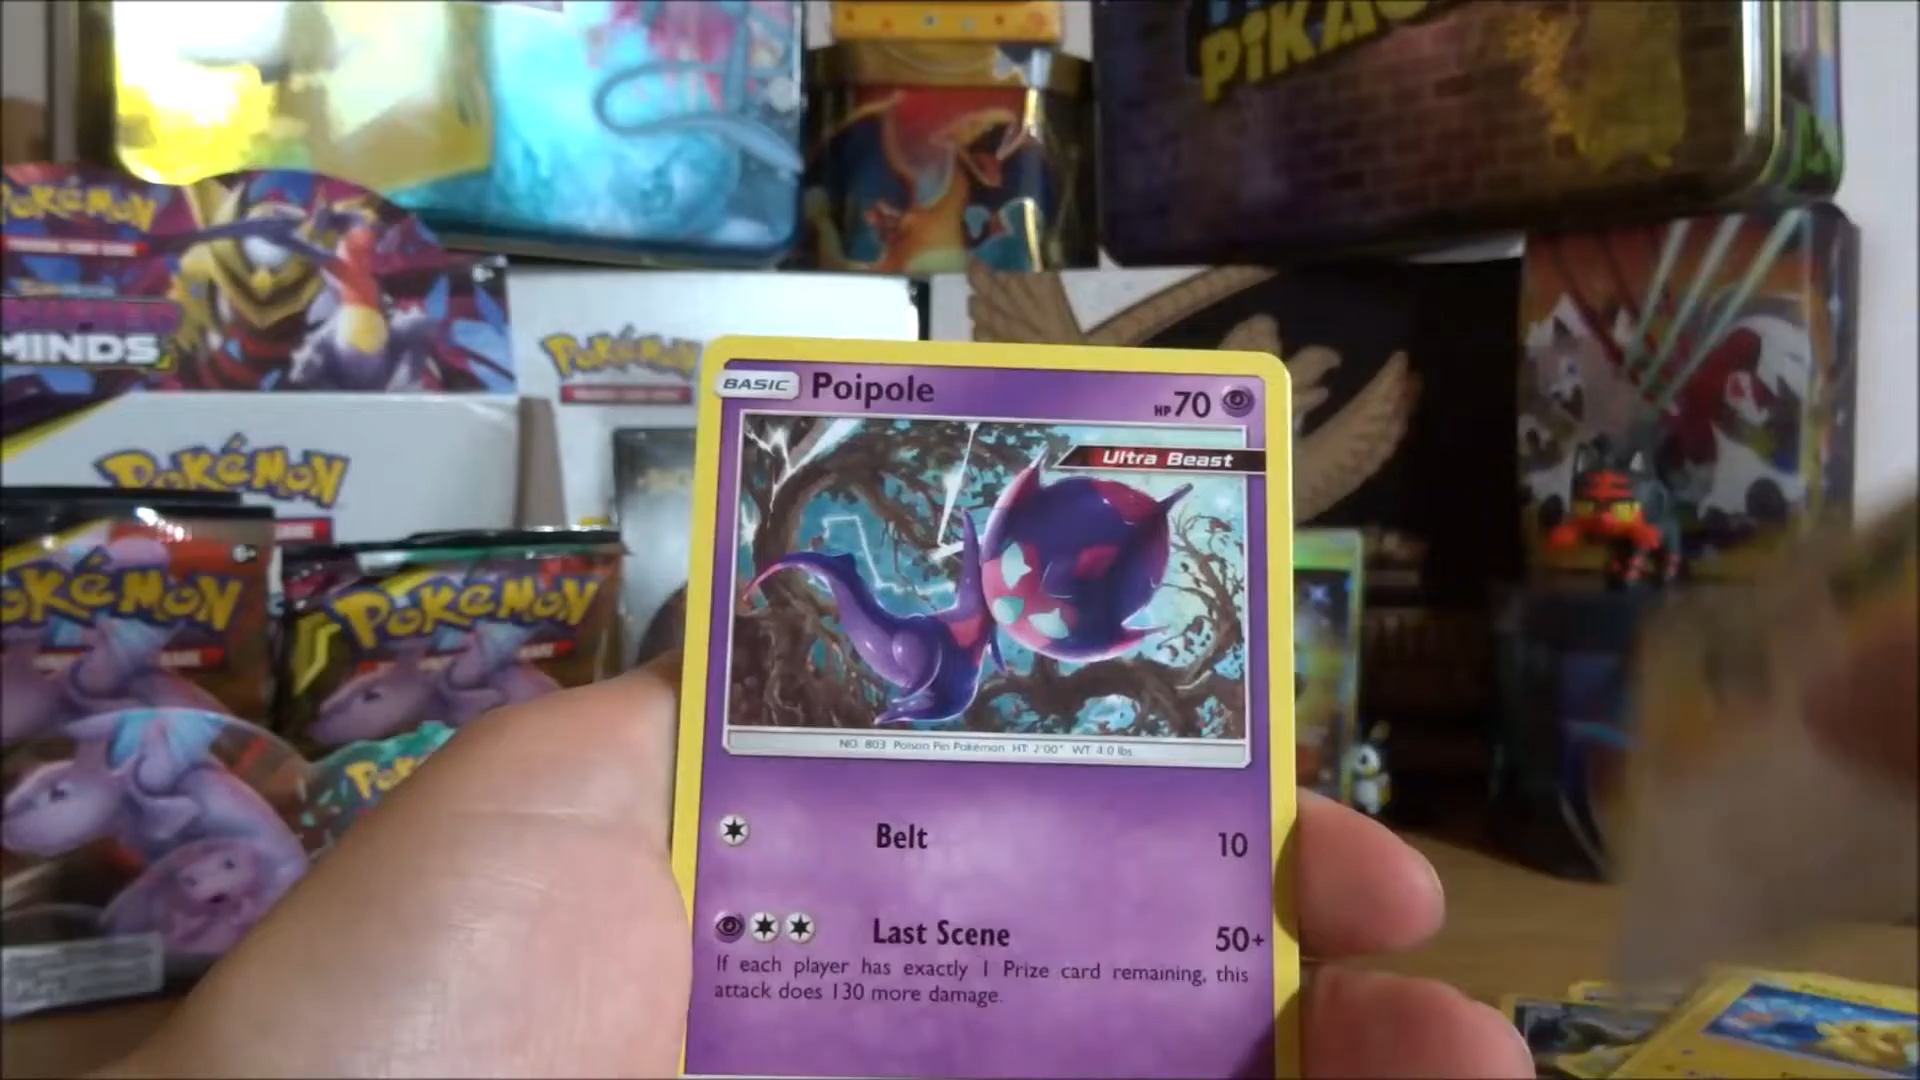 PIKA
POKéMON
MINDS
POKéMON
POKéMON
POKéMON
POKéMON
BASIC Poipole HP 70
Ultra Beast
NO. 803 Poison Pin Pokémon HT 2'00" WT 4.0 lbs
Belt 10
Last Scene 50+
If each player has exactly 1 Prize card remaining, this
attack does 130 more damage.